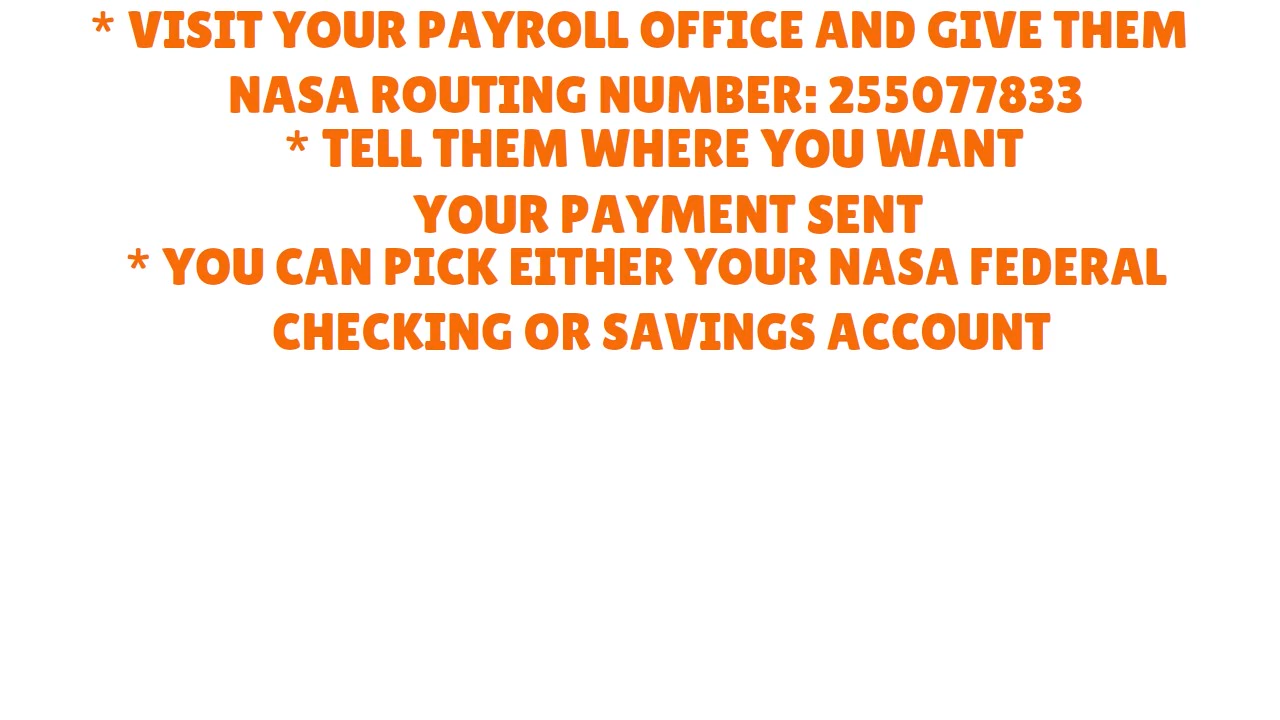 * VISIT YOUR PAYROLL OFFICE AND GIVE THEM
NASA ROUTING NUMBER: 255077833
* TELL THEM WHERE YOU WANT
YOUR PAYMENT SENT
* YOU CAN PICK EITHER YOUR NASA FEDERAL
CHECKING OR SAVINGS ACCOUNT